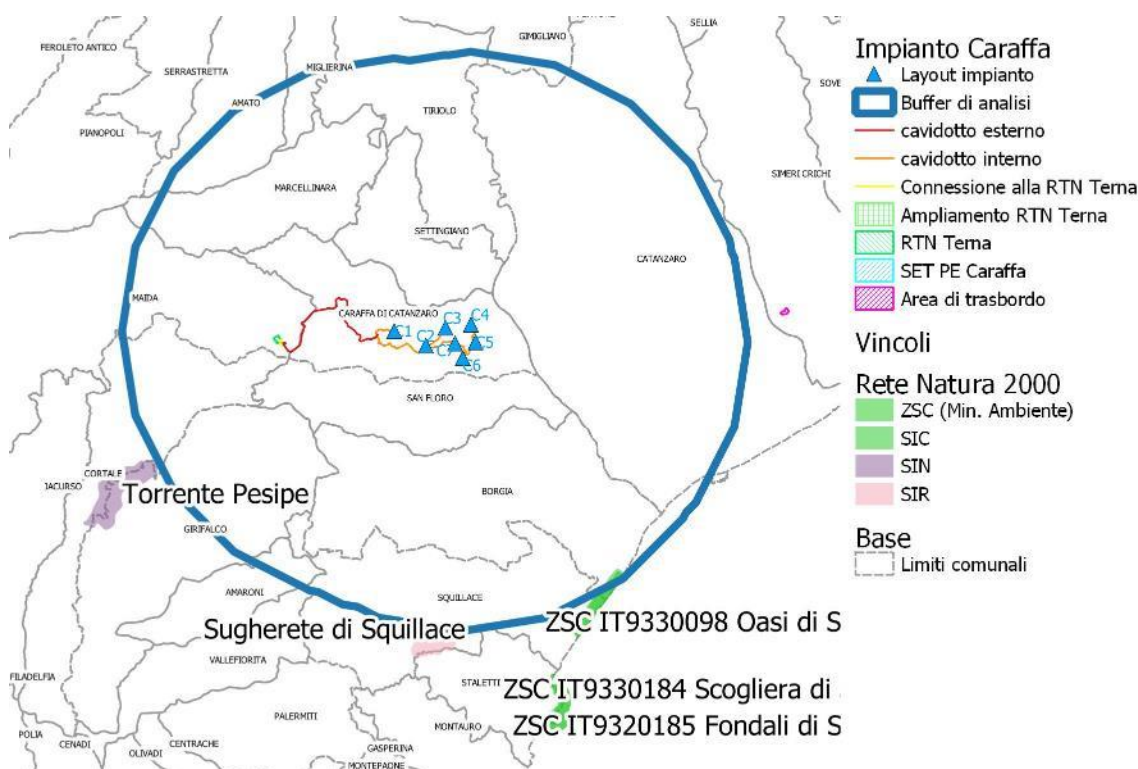 SELLIA
GIMIGLIANO
FEROLETO ANTICO
SERRASTRETTA
MIGLIERINA
SOVE
AMATO
TIRIOLO
PIANOPOLI
SIMERI CRICHI
MARCELLINARA
SETTINGIANO
CATANZARO
MAIDA
CARAFFA DI CATANZARO
C1
C2
C3
C4
C5
C7
C6
SAN FLORO
CORTALE
JACURSO
Torrente Pesipe
BORGIA
GIRIFALCO
AMARONI
SQUILLACE
ZSC IT9330098 Oasi di S
Sugherete di Squillace
VALLEFIORITA
FILADELFIA
STALETTI
ZSC IT9330184 Scogliera di
PALERMITI
MONTAURO
ZSC IT9320185 Fondali di S
POLIA
CENADI
OLIVADI
CENTRACHE
GASPERINA
MONTEPAONE
Impianto Caraffa
Layout impianto
Buffer di analisi
cavidotto esterno
cavidotto interno
Connessione alla RTN Terna
Ampliamento RTN Terna
RTN Terna
SET PE Caraffa
Area di trasbordo
Vincoli
Rete Natura 2000
ZSC (Min. Ambiente)
SIC
SIN
SIR
Base
Limiti comunali